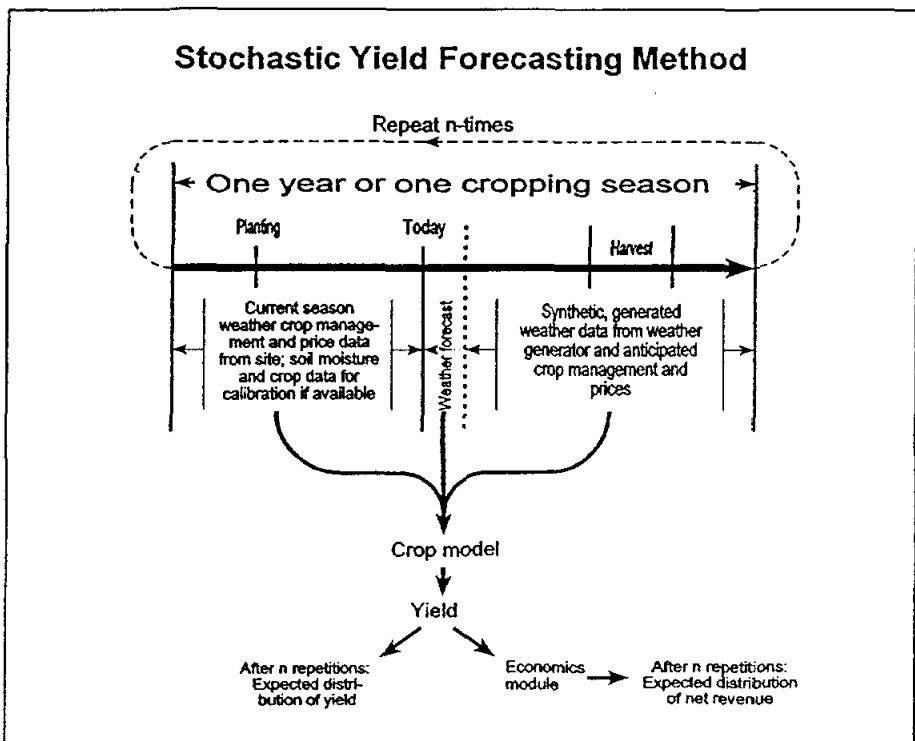 Stochastic Yield Forecasting Method
Repeat n-times
One year or one cropping season
Planting
Today
Harvest
Current season
weather crop manage-
ment and price data
from site; soil moisture
and crop data for
calibration if available
Weather forecast
Synthetic, generated
weather data from weather
generator and anticipated
crop management and
prices
Crop model
Yield
After n repetitions:
Expected distri-
bution of yield
Economics
module
After n repetitions:
Expected distribution
of net revenue